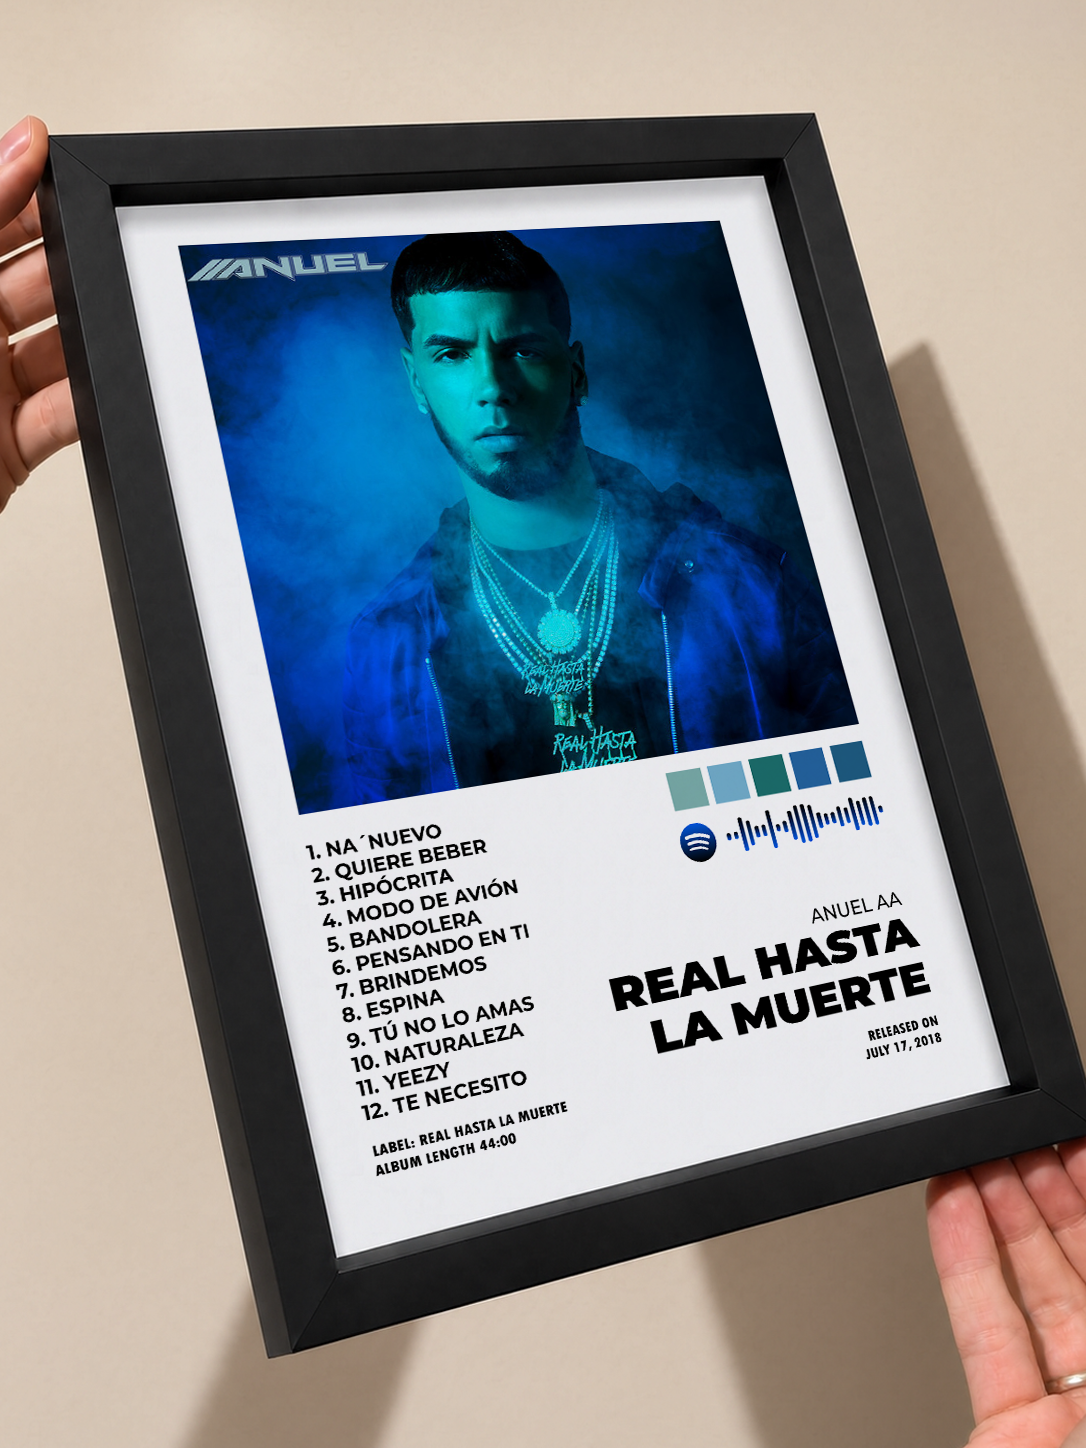 ANUEL
REAL HASTA
LA MUERTE
REAL HASTA
LA MUERTE
1. NA´NUEVO
2. QUIERE BEBER
3. HIPÓCRITA
4. MODO DE AVIÓN
5. BANDOLERA
6. PENSANDO EN TI
7. BRINDEMOS
8. ESPINA
9. TÚ NO LO AMAS
10. NATURALEZA
11. YEEZY
12. TE NECESITO
LABEL: REAL HASTA LA MUERTE
ALBUM LENGTH 44:00
ANUEL AA
REAL HASTA
LA MUERTE
RELEASED ON
JULY 17, 2018